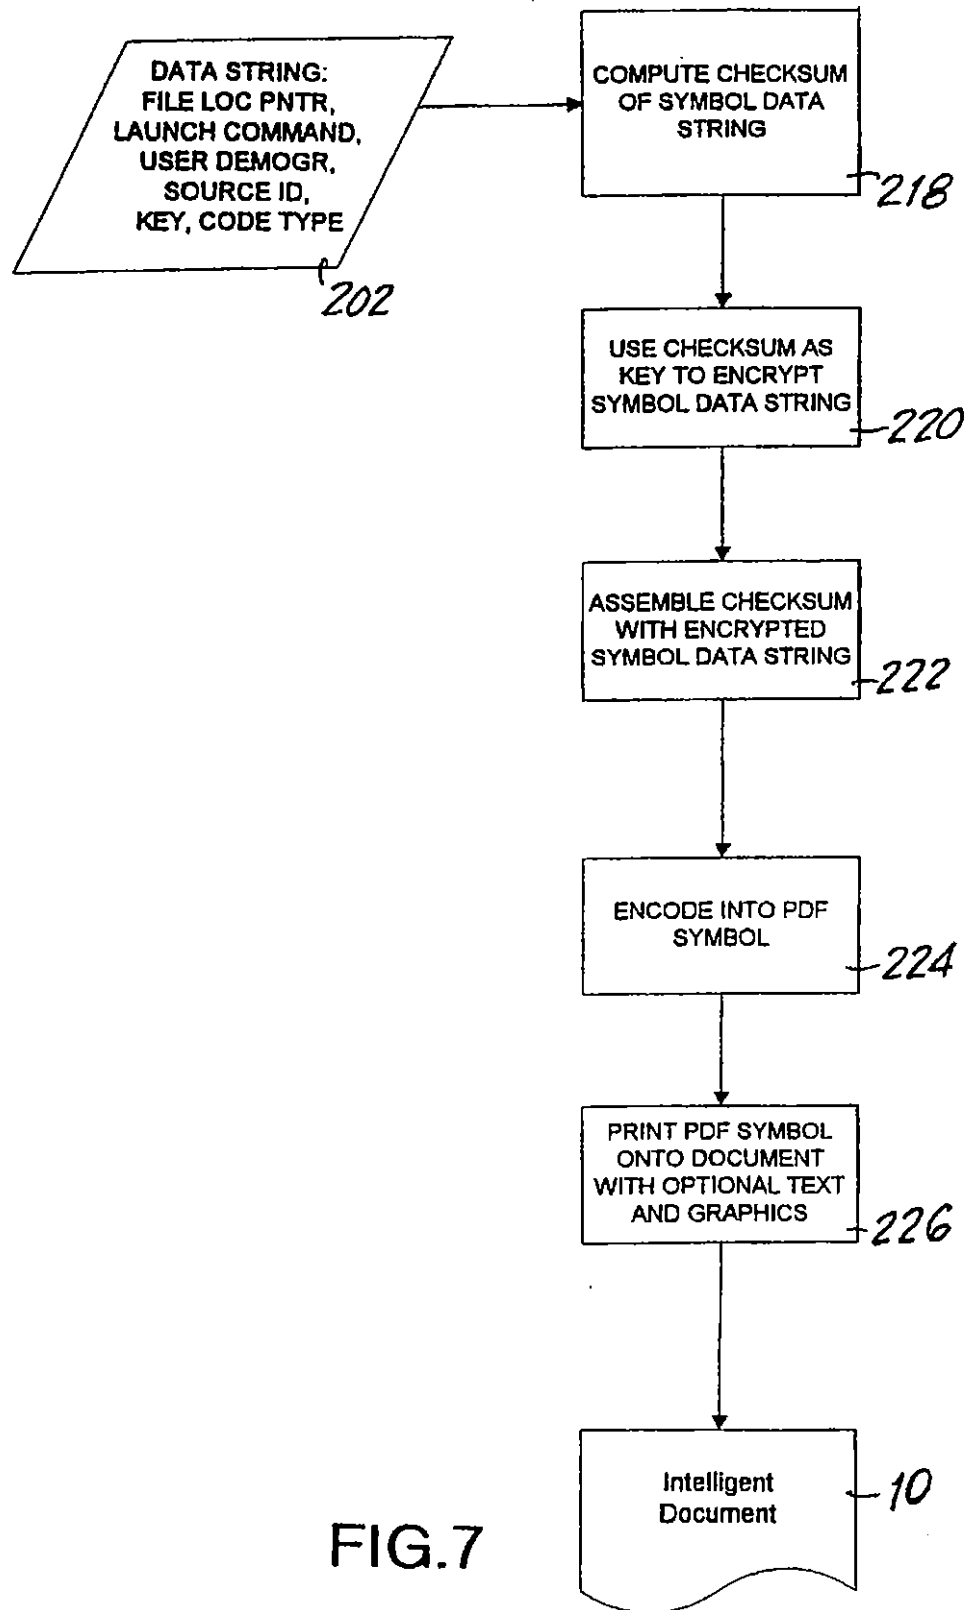 DATA STRING:
FILE LOC PNTR,
LAUNCH COMMAND,
USER DEMOGR,
SOURCE ID,
KEY, CODE TYPE
202
COMPUTE CHECKSUM
OF SYMBOL DATA
STRING
218
USE CHECKSUM AS
KEY TO ENCRYPT
SYMBOL DATA STRING
220
ASSEMBLE CHECKSUM
WITH ENCRYPTED
SYMBOL DATA STRING
222
ENCODE INTO PDF
SYMBOL
224
PRINT PDF SYMBOL
ONTO DOCUMENT
WITH OPTIONAL TEXT
AND GRAPHICS
226
Intelligent
Document
10
FIG.7